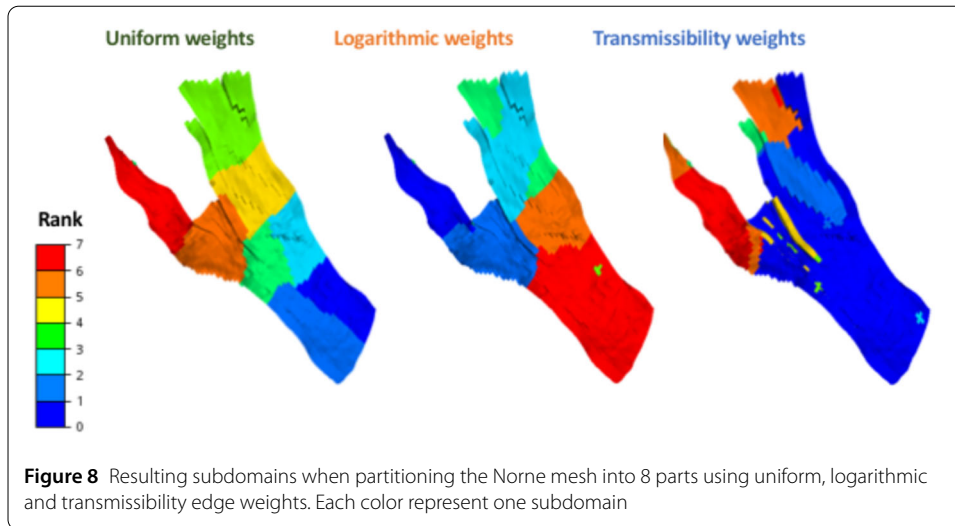 Uniform weights
Logarithmic weights
Transmissibility weights
Rank
7
6
5
4
3
2
1
0
Figure 8 Resulting subdomains when partitioning the Norne mesh into 8 parts using uniform, logarithmic
and transmissibility edge weights. Each color represent one subdomain